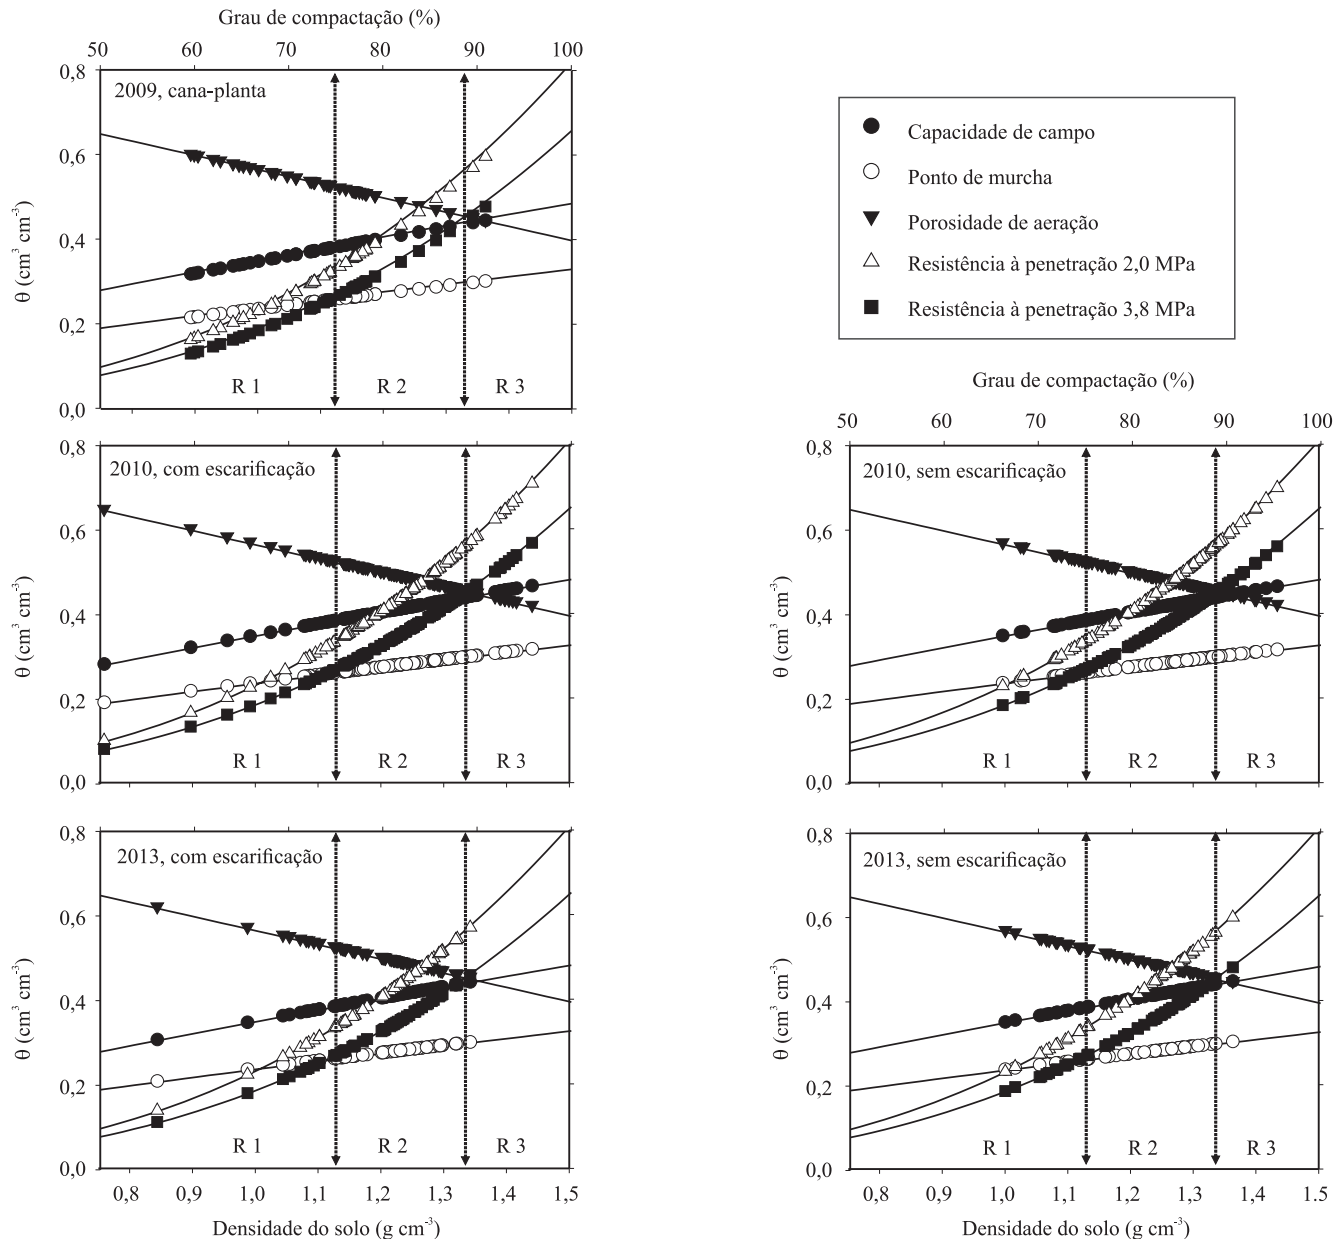 Grau de compactação (%)
50 60 70 80 90 100
2009, cana-planta
0,8
0,6
0,4
0,2
0,0
θ (cm³ cm⁻³)
R 1 R 2 R 3
Capacidade de campo
Ponto de murcha
Porosidade de aeração
Resistência à penetração 2,0 MPa
Resistência à penetração 3,8 MPa
2010, com escarificação
0,8
0,6
0,4
0,2
0,0
θ (cm³ cm⁻³)
R 1 R 2 R 3
Grau de compactação (%)
50 60 70 80 90 100
2010, sem escarificação
0,8
0,6
0,4
0,2
0,0
θ (cm³ cm⁻³)
R 1 R 2 R 3
2013, com escarificação
0,8
0,6
0,4
0,2
0,0
θ (cm³ cm⁻³)
R 1 R 2 R 3
0,8 0,9 1,0 1,1 1,2 1,3 1,4 1.5
Densidade do solo (g cm⁻³)
2013, sem escarificação
0,8
0,6
0,4
0,2
0,0
θ (cm³ cm⁻³)
R 1 R 2 R 3
0,8 0,9 1,0 1,1 1,2 1,3 1,4 1.5
Densidade do solo (g cm⁻³)